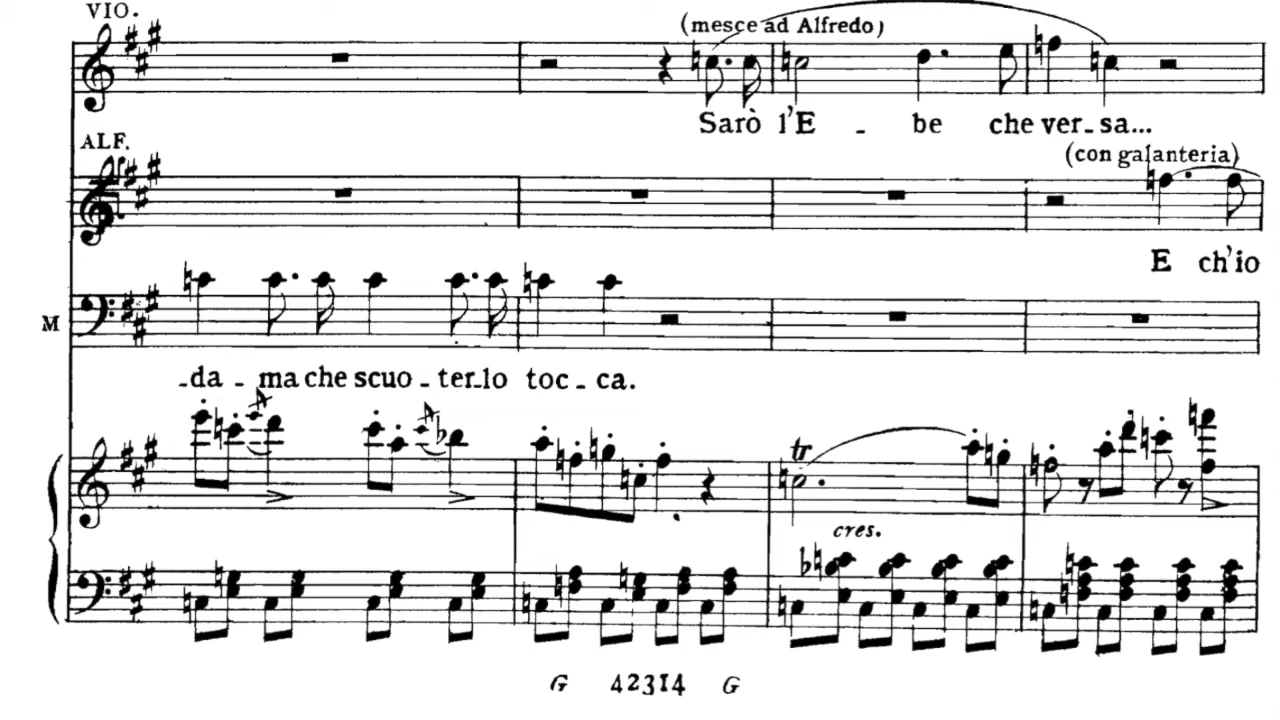 VIO.
(mesce ad Alfredo)
Sarò l'E - be che ver-sa...
ALF.
(con galanteria)
E ch'io
M
-da - ma che scuo - ter-lo toc - ca.
tr
cres.
G 42314 G